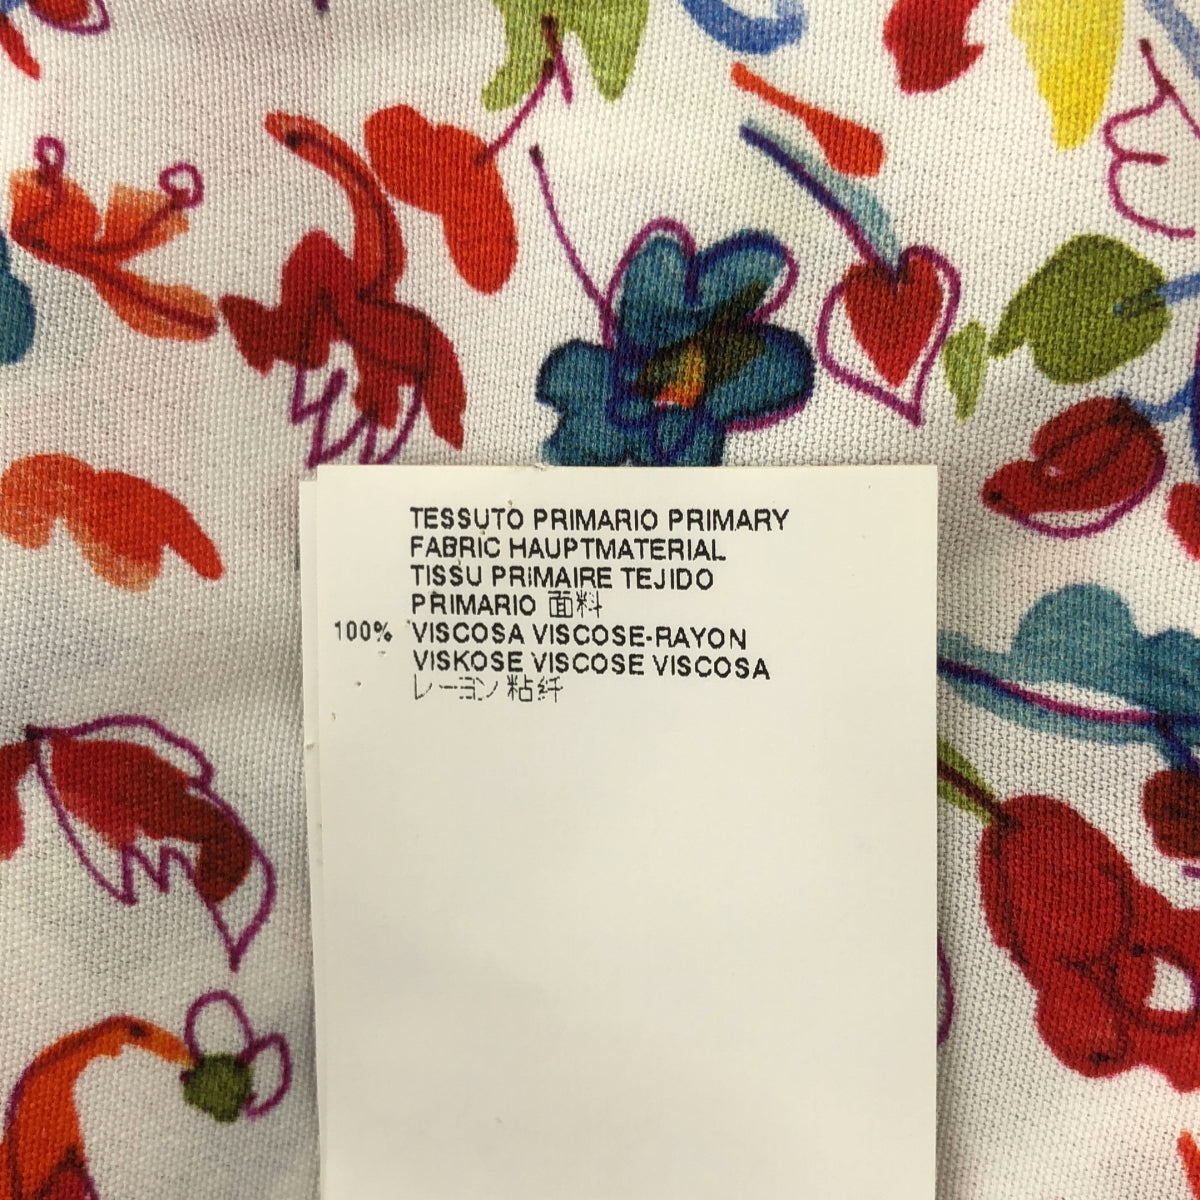 TESSUTO PRIMARIO PRIMARY
FABRIC HAUPTMATERIAL
TISSU PRIMAIRE TEJIDO
PRIMARIO 面料
100% VISCOSA VISCOSE-RAYON
VISKOSE VISCOSE VISCOSA
レーヨン 粘纤